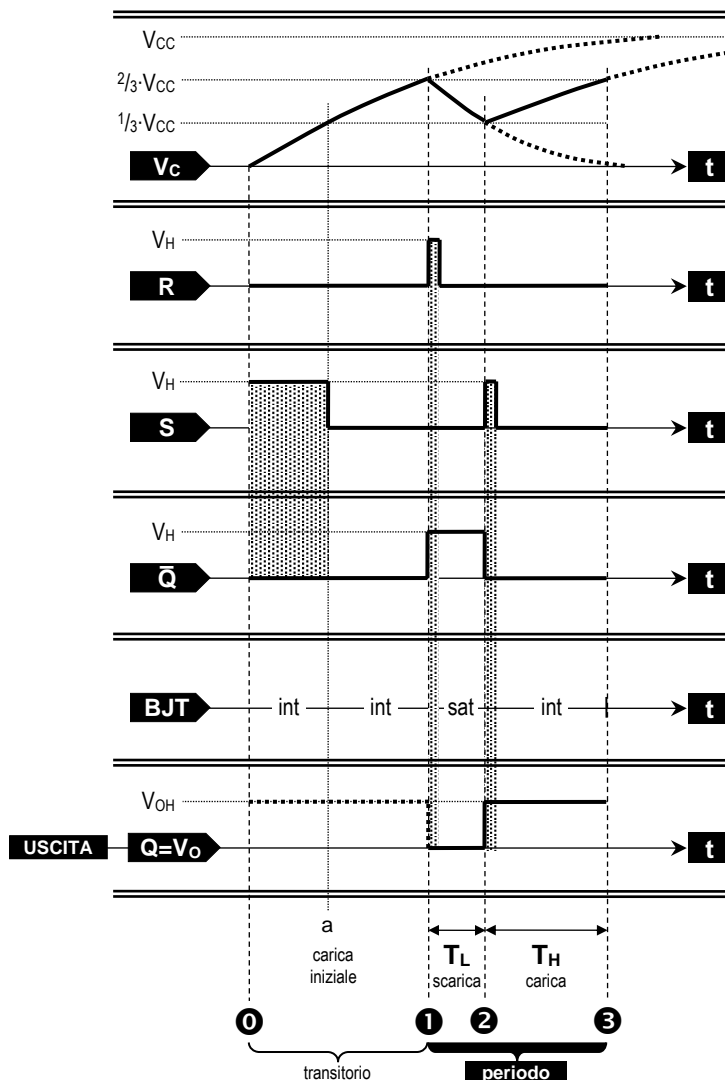 VCC
2/3·VCC
1/3·VCC
VC t
VH
R t
VH
S t
VH
Q̄ t
BJT int int sat int t
VOH
USCITA Q=VO t
a
carica
iniziale
TL TH
scarica carica
0 1 2 3
transitorio periodo